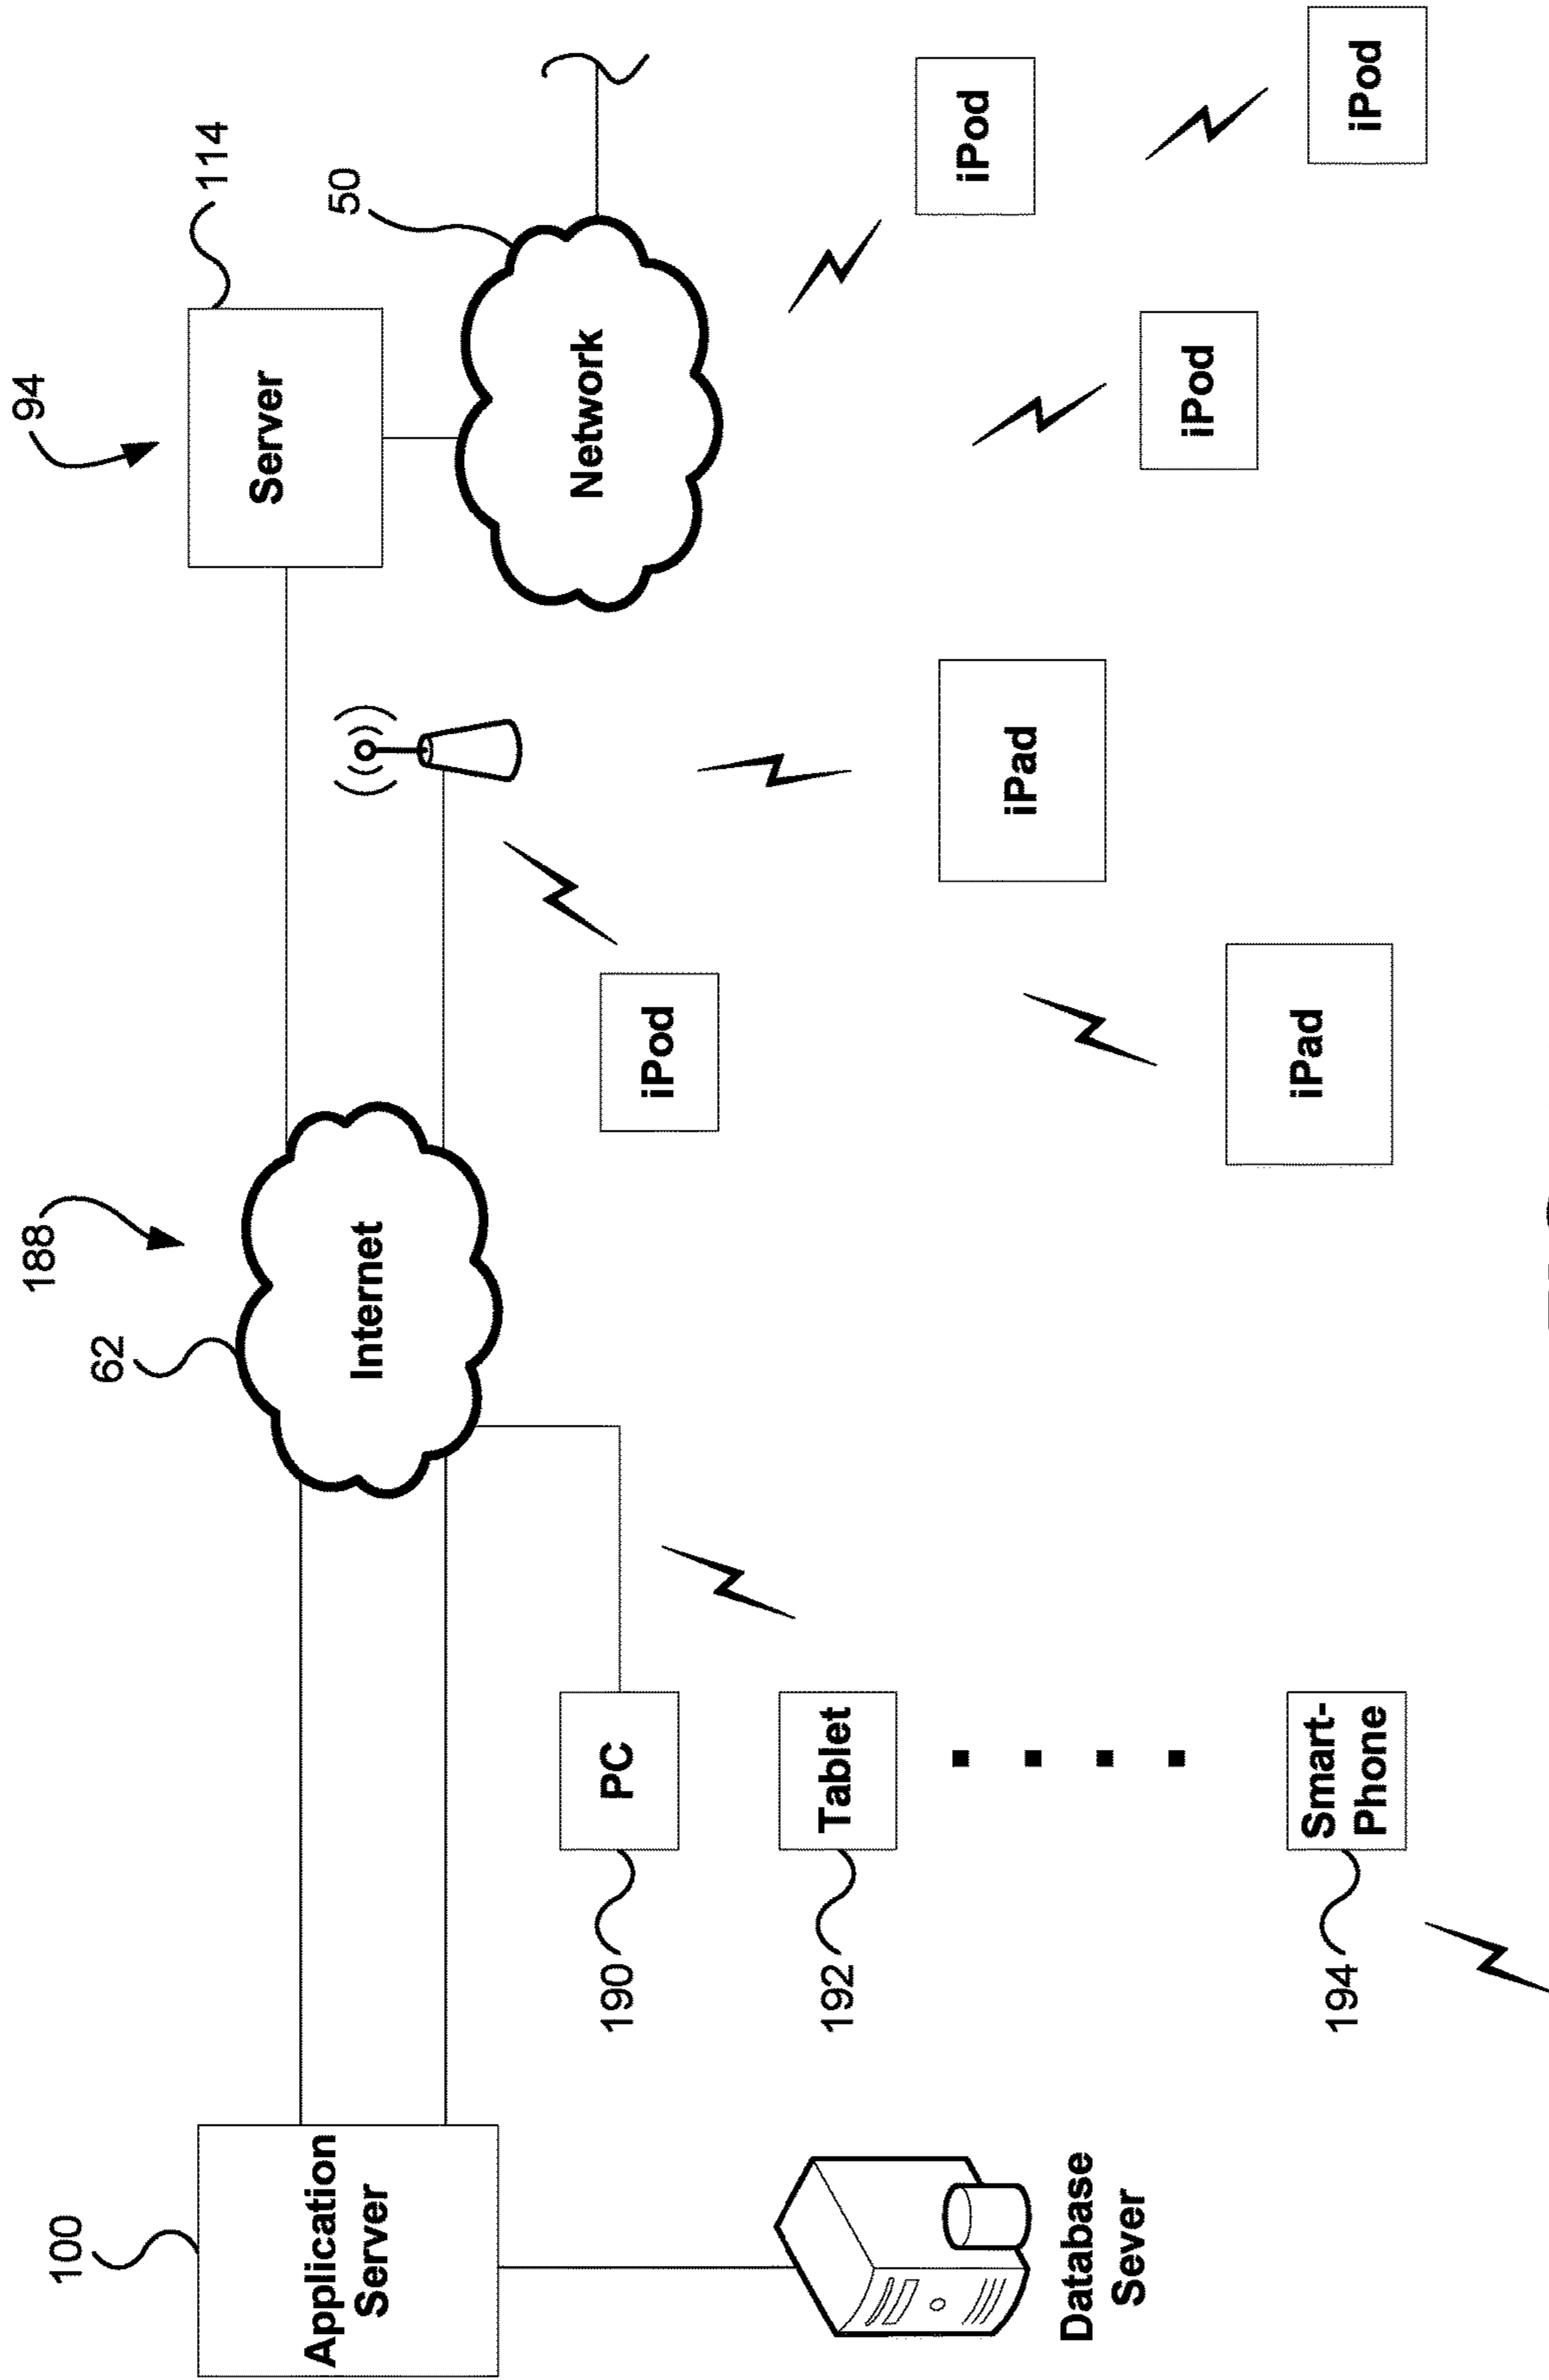 188
94
100
62
114
50
Application
Server
Internet
Server
Network
190
PC
iPod
192
Tablet
iPad
iPod
Database
Sever
iPod
194
Smart-
Phone
iPad
iPod